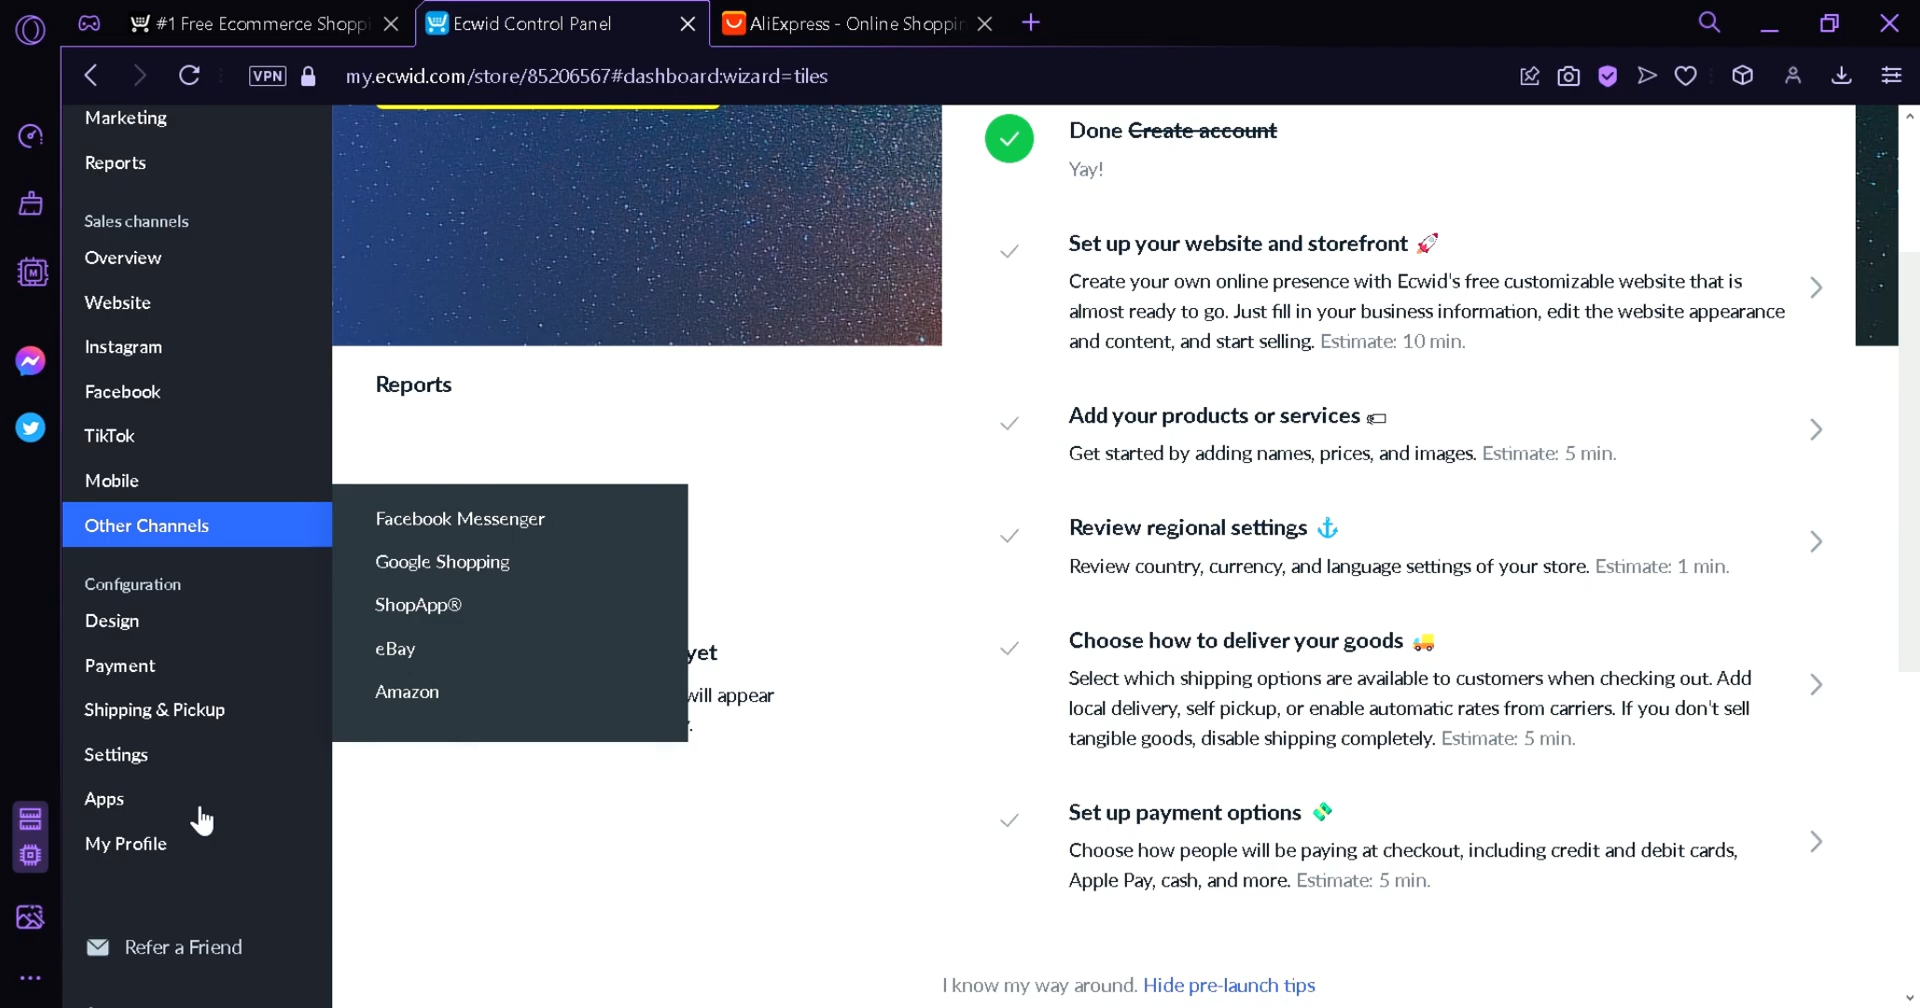 #1 Free Ecommerce Shoppi
Ecwid Control Panel
AliExpress - Online Shoppin
VPN
my.ecwid.com/store/85206567#dashboard:wizard=tiles
Marketing
Reports
Sales channels
Overview
Website
Instagram
Facebook
TikTok
Mobile
Other Channels
Configuration
Design
Payment
Shipping & Pickup
Settings
Apps
My Profile
Refer a Friend
Facebook Messenger
Google Shopping
ShopApp®
eBay
Amazon
Reports
yet
will appear
Done Create account
Yay!
Set up your website and storefront 🚀
Create your own online presence with Ecwid's free customizable website that is
almost ready to go. Just fill in your business information, edit the website appearance
and content, and start selling. Estimate: 10 min.
Add your products or services 🏷
Get started by adding names, prices, and images. Estimate: 5 min.
Review regional settings ⚓
Review country, currency, and language settings of your store. Estimate: 1 min.
Choose how to deliver your goods 🚚
Select which shipping options are available to customers when checking out. Add
local delivery, self pickup, or enable automatic rates from carriers. If you don't sell
tangible goods, disable shipping completely. Estimate: 5 min.
Set up payment options 💸
Choose how people will be paying at checkout, including credit and debit cards,
Apple Pay, cash, and more. Estimate: 5 min.
I know my way around. Hide pre-launch tips